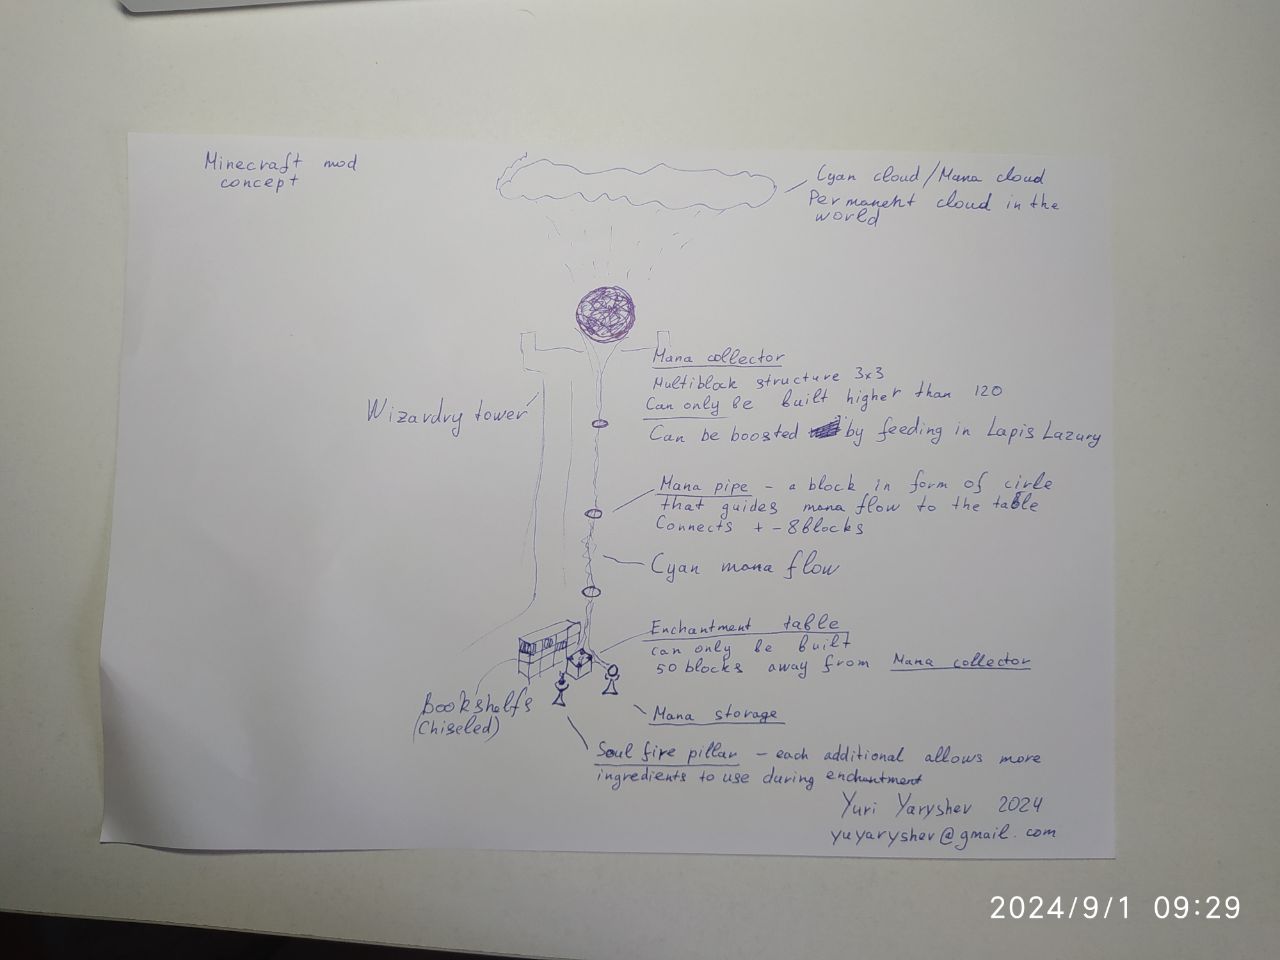 Minecraft mod
concept
Cyan cloud/Mana cloud
Permanent cloud in the
world
Mana collector
Multiblock structure 3x3
Can only be built higher than 120
Can be boosted by feeding in Lapis Lazury
Wizardry tower
Mana pipe - a block in form of cirle
that guides mana flow to the table
Connects +-8blocks
Cyan mana flow
Enchantment table
can only be built
50 blocks away from Mana collector
Bookshelfs
(Chiseled)
Mana storage
Soul fire pillar - each additional allows more
ingredients to use during enchantment
Yuri Yaryshev 2024
yuyaryshev@gmail.com
2024/9/1 09:29